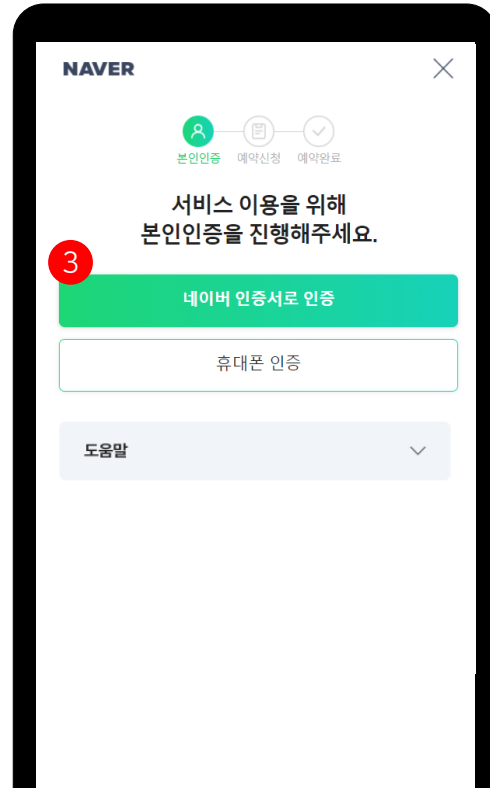 NAVER
본인인증 예약신청 예약완료
서비스 이용을 위해
본인인증을 진행해주세요.
3
네이버 인증서로 인증
휴대폰 인증
도움말